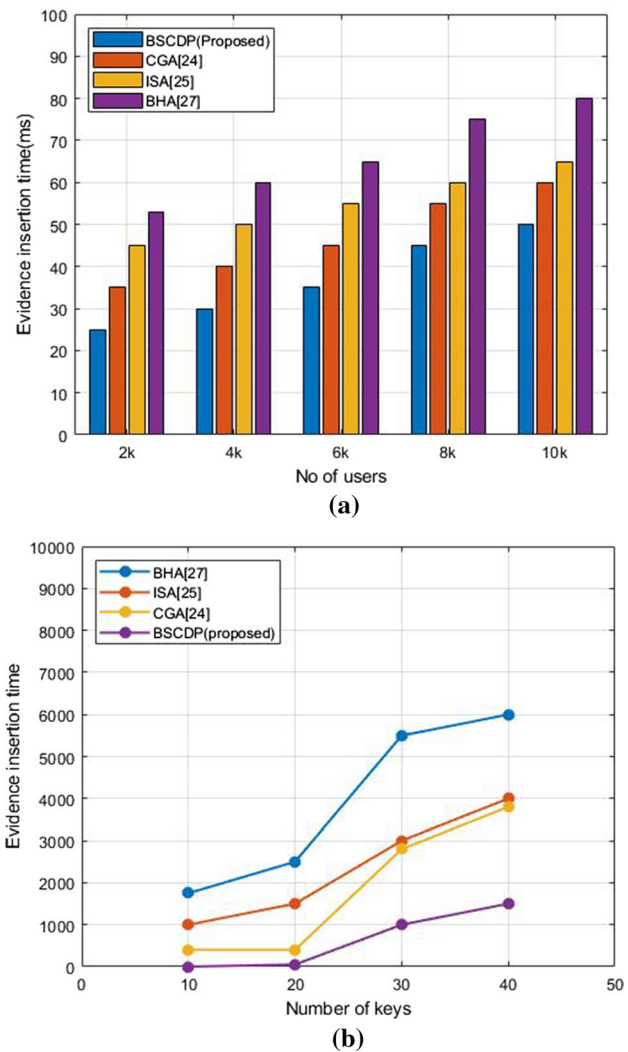 100
90
80
70
60
50
40
30
20
10
0
Evidence insertion time(ms)
BSCDP(Proposed)
CGA[24]
ISA[25]
BHA[27]
2k 4k 6k 8k 10k
No of users
(a)
10000
9000
8000
7000
6000
5000
4000
3000
2000
1000
0
Evidence insertion time
BHA[27]
ISA[25]
CGA[24]
BSCDP(proposed)
0 10 20 30 40 50
Number of keys
(b)